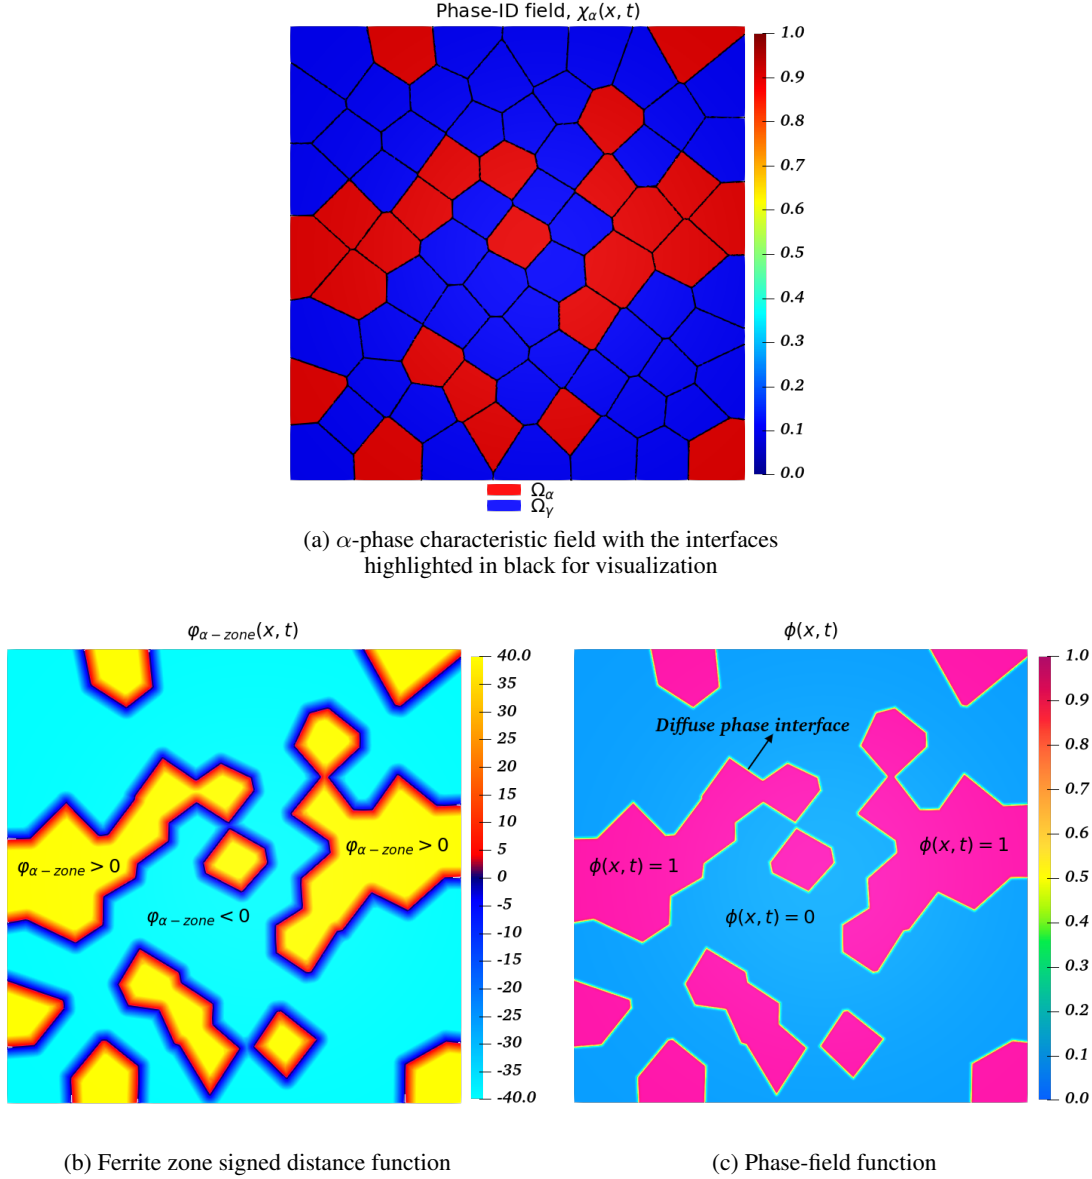 Phase-ID field, χα(x, t)
1.0
0.9
0.8
0.7
0.6
0.5
0.4
0.3
0.2
0.1
0.0
Ωα
Ωγ
(a) α-phase characteristic field with the interfaces
highlighted in black for visualization
φα−zone(x, t)
40.0
35
30
25
20
15
10
5
0
-5
-10
-15
-20
-25
-30
-35
-40.0
φα−zone > 0
φα−zone > 0
φα−zone < 0
(b) Ferrite zone signed distance function
ϕ(x, t)
1.0
0.9
0.8
0.7
0.6
0.5
0.4
0.3
0.2
0.1
0.0
Diffuse phase interface
ϕ(x, t) = 1
ϕ(x, t) = 1
ϕ(x, t) = 0
(c) Phase-field function